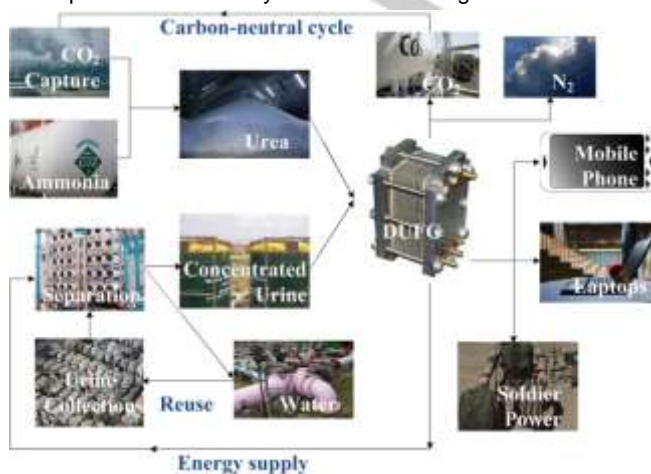 Carbon-neutral cycle
CO2
Capture
CO2
N2
Urea
Ammonia
Mobile
Phone
DUFC
Separation
Concentrated
Urine
Laptops
Urine
Collection
Reuse
Water
Soldier
Power
Energy supply